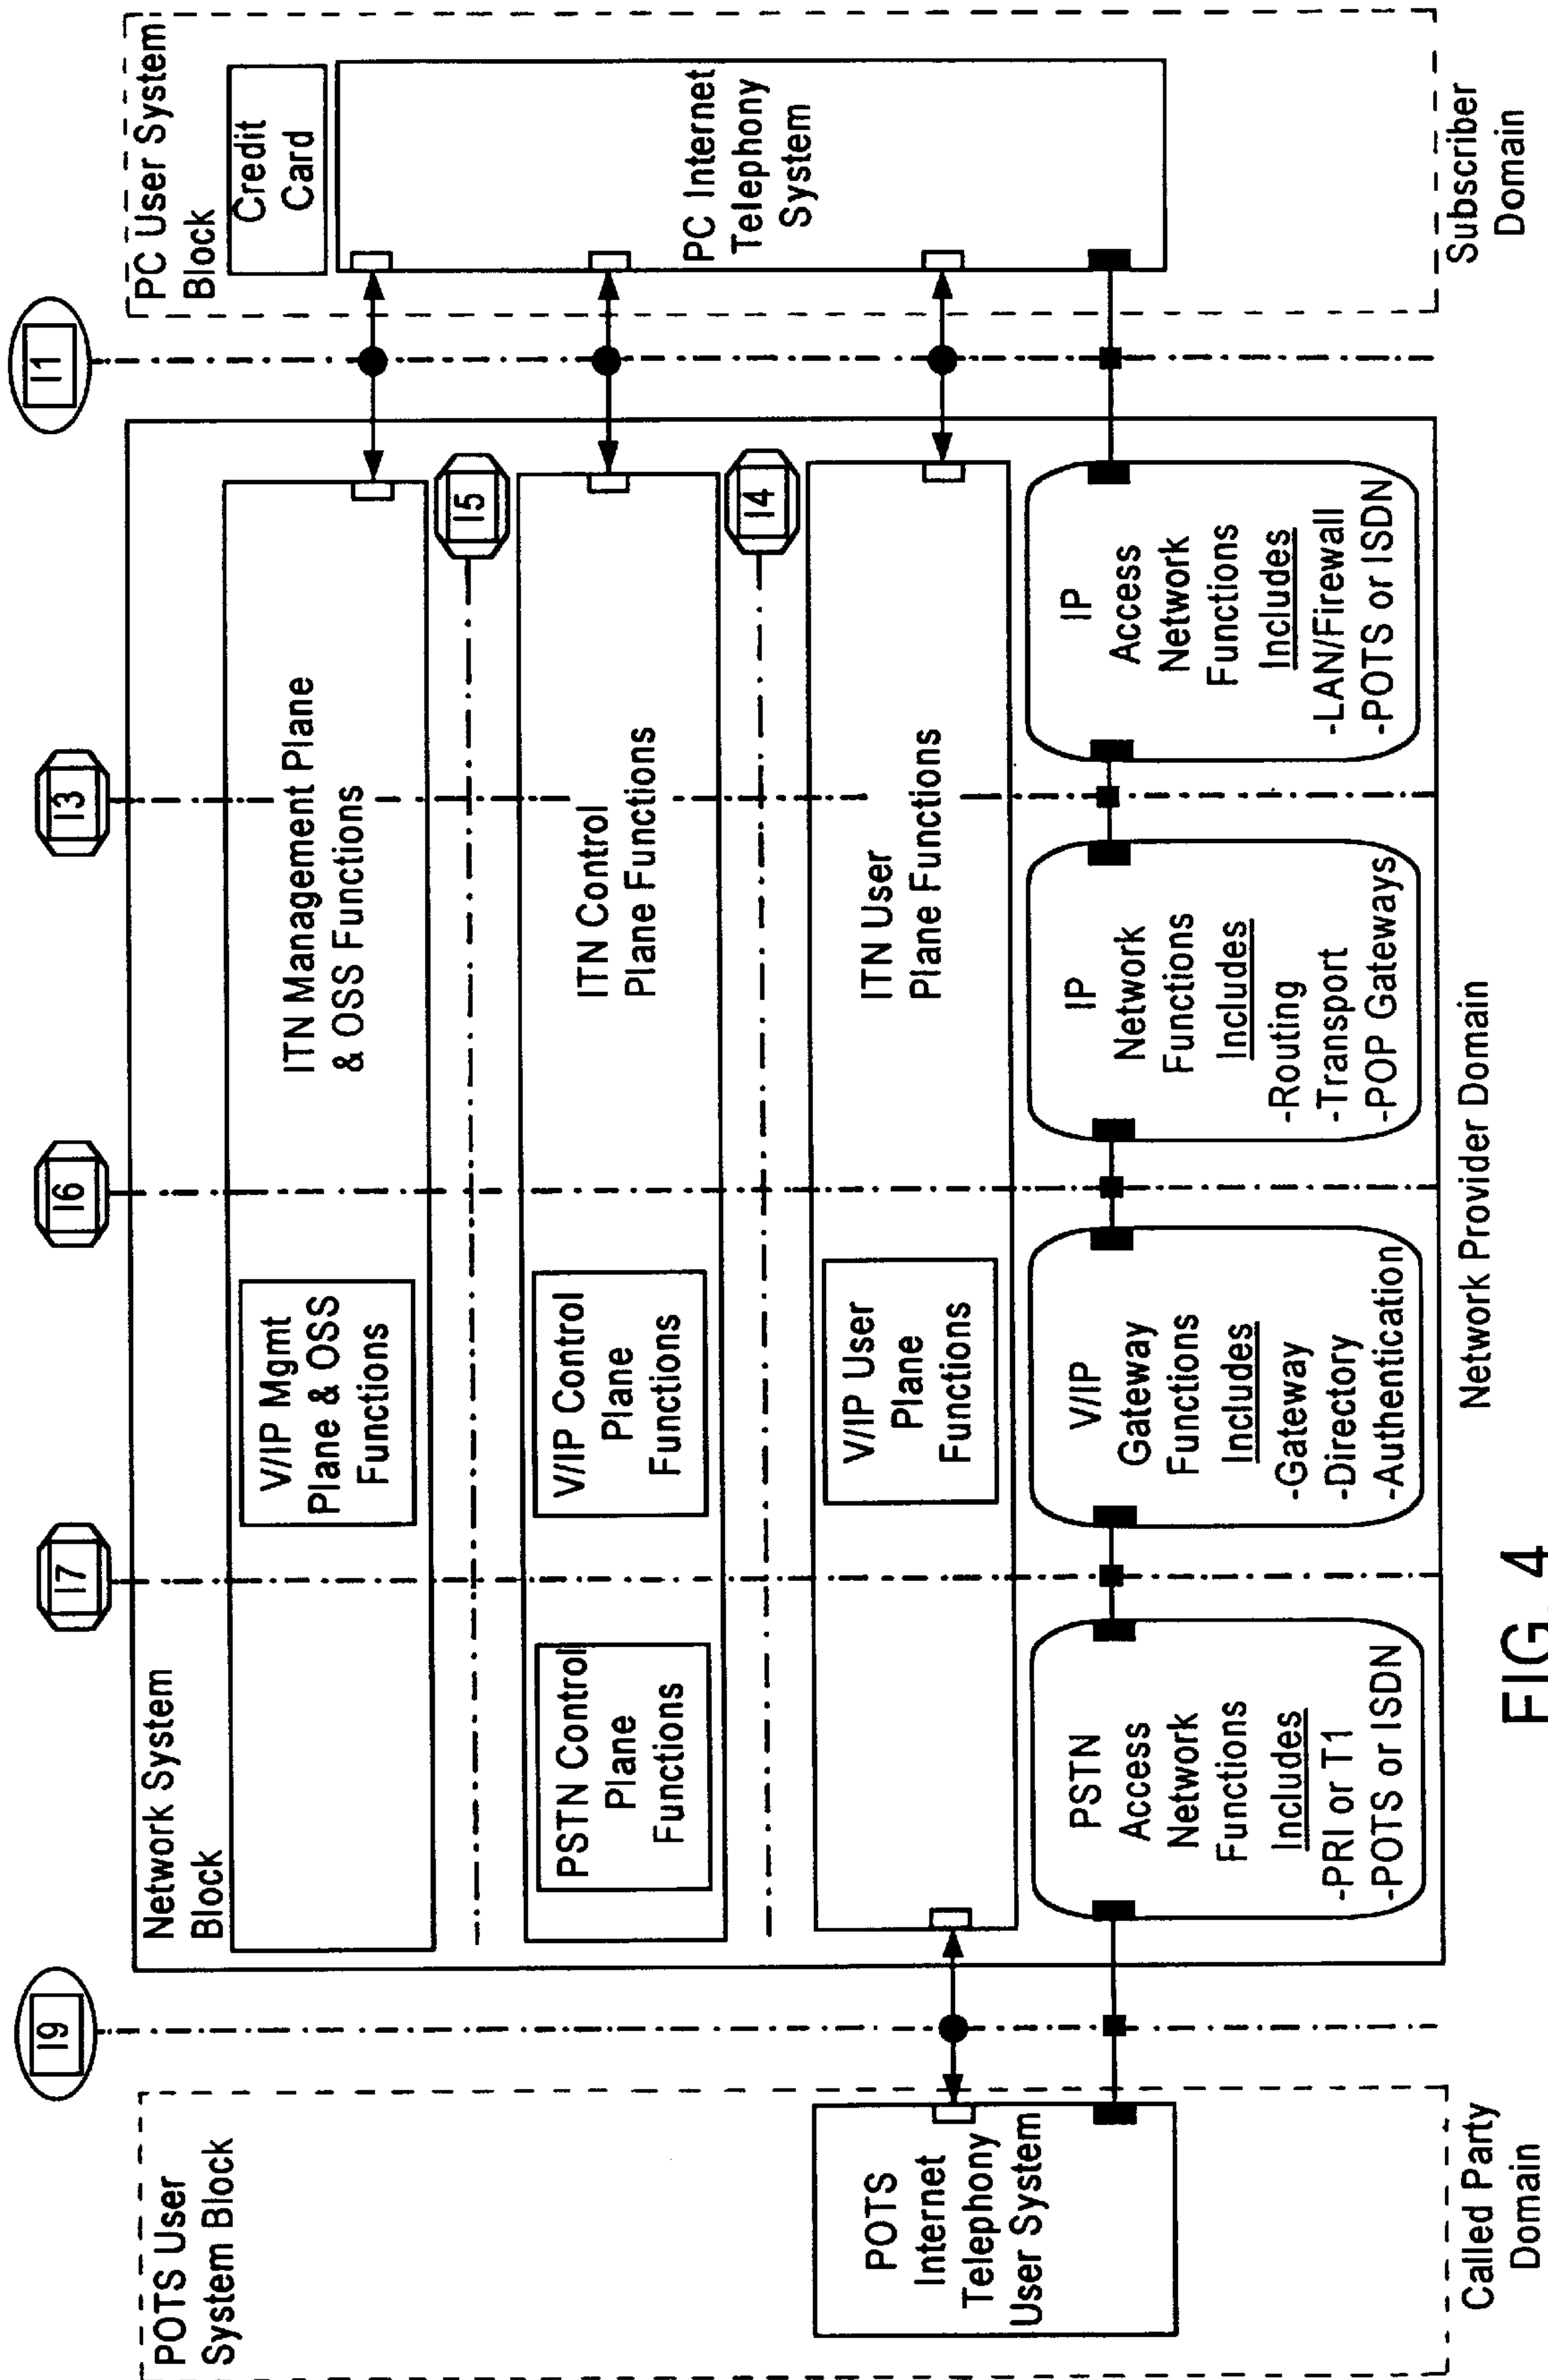 I9
I7
I6
I3
I1
POTS User
System Block
Network System
Block
PC User System
Block
Credit
Card
V/IP Mgmt
Plane & OSS
Functions
ITN Management Plane
& OSS Functions
I5
PSTN Control
Plane
Functions
V/IP Control
Plane
Functions
ITN Control
Plane Functions
I4
V/IP User
Plane
Functions
ITN User
Plane Functions
PC Internet
Telephony
System
POTS
Internet
Telephony
User System
PSTN
Access
Network
Functions
Includes
-PRI or T1
-POTS or ISDN
V/IP
Gateway
Functions
Includes
-Gateway
-Directory
-Authentication
IP
Network
Functions
Includes
-Routing
-Transport
-POP Gateways
IP
Access
Network
Functions
Includes
-LAN/Firewall
-POTS or ISDN
Called Party
Domain
Network Provider Domain
Subscriber
Domain
FIG. 4